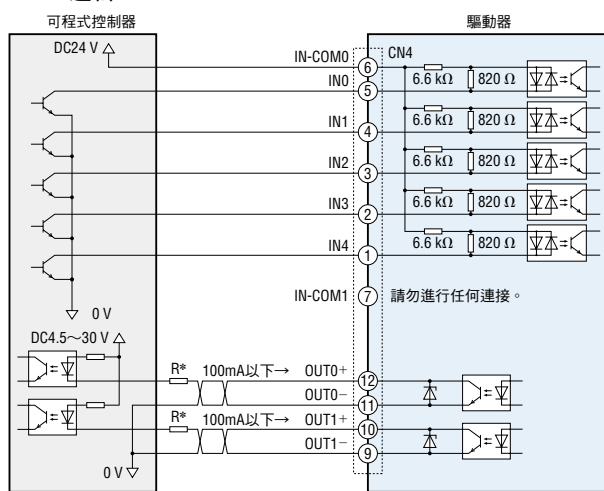 可程式控制器
驅動器
DC24 V
IN-COM0
CN4
6
6.6 kΩ
820 Ω
IN0
5
IN1
4
6.6 kΩ
820 Ω
IN2
3
6.6 kΩ
820 Ω
IN3
2
6.6 kΩ
820 Ω
IN4
1
6.6 kΩ
820 Ω
IN-COM1
7
請勿進行任何連接。
0 V
DC4.5～30 V
R*
100mA以下→
OUT0+
12
OUT0−
11
R*
100mA以下→
OUT1+
10
OUT1−
9
0 V